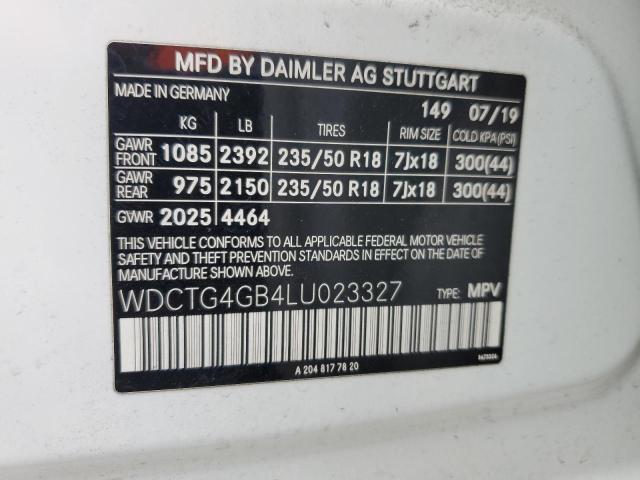 MFD BY DAIMLER AG STUTTGART
MADE IN GERMANY 149 07/19
KG LB TIRES RIM SIZE COLD KPA(PSI)
GAWR FRONT 1085 2392 235/50 R18 7Jx18 300(44)
GAWR REAR 975 2150 235/50 R18 7Jx18 300(44)
GVWR 2025 4464
THIS VEHICLE CONFORMS TO ALL APPLICABLE FEDERAL MOTOR VEHICLE
SAFETY AND THEFT PREVENTION STANDARDS IN EFFECT ON THE DATE
OF MANUFACTURE SHOWN ABOVE.
WDCTG4GB4LU023327 TYPE: MPV
A 204 817 78 20